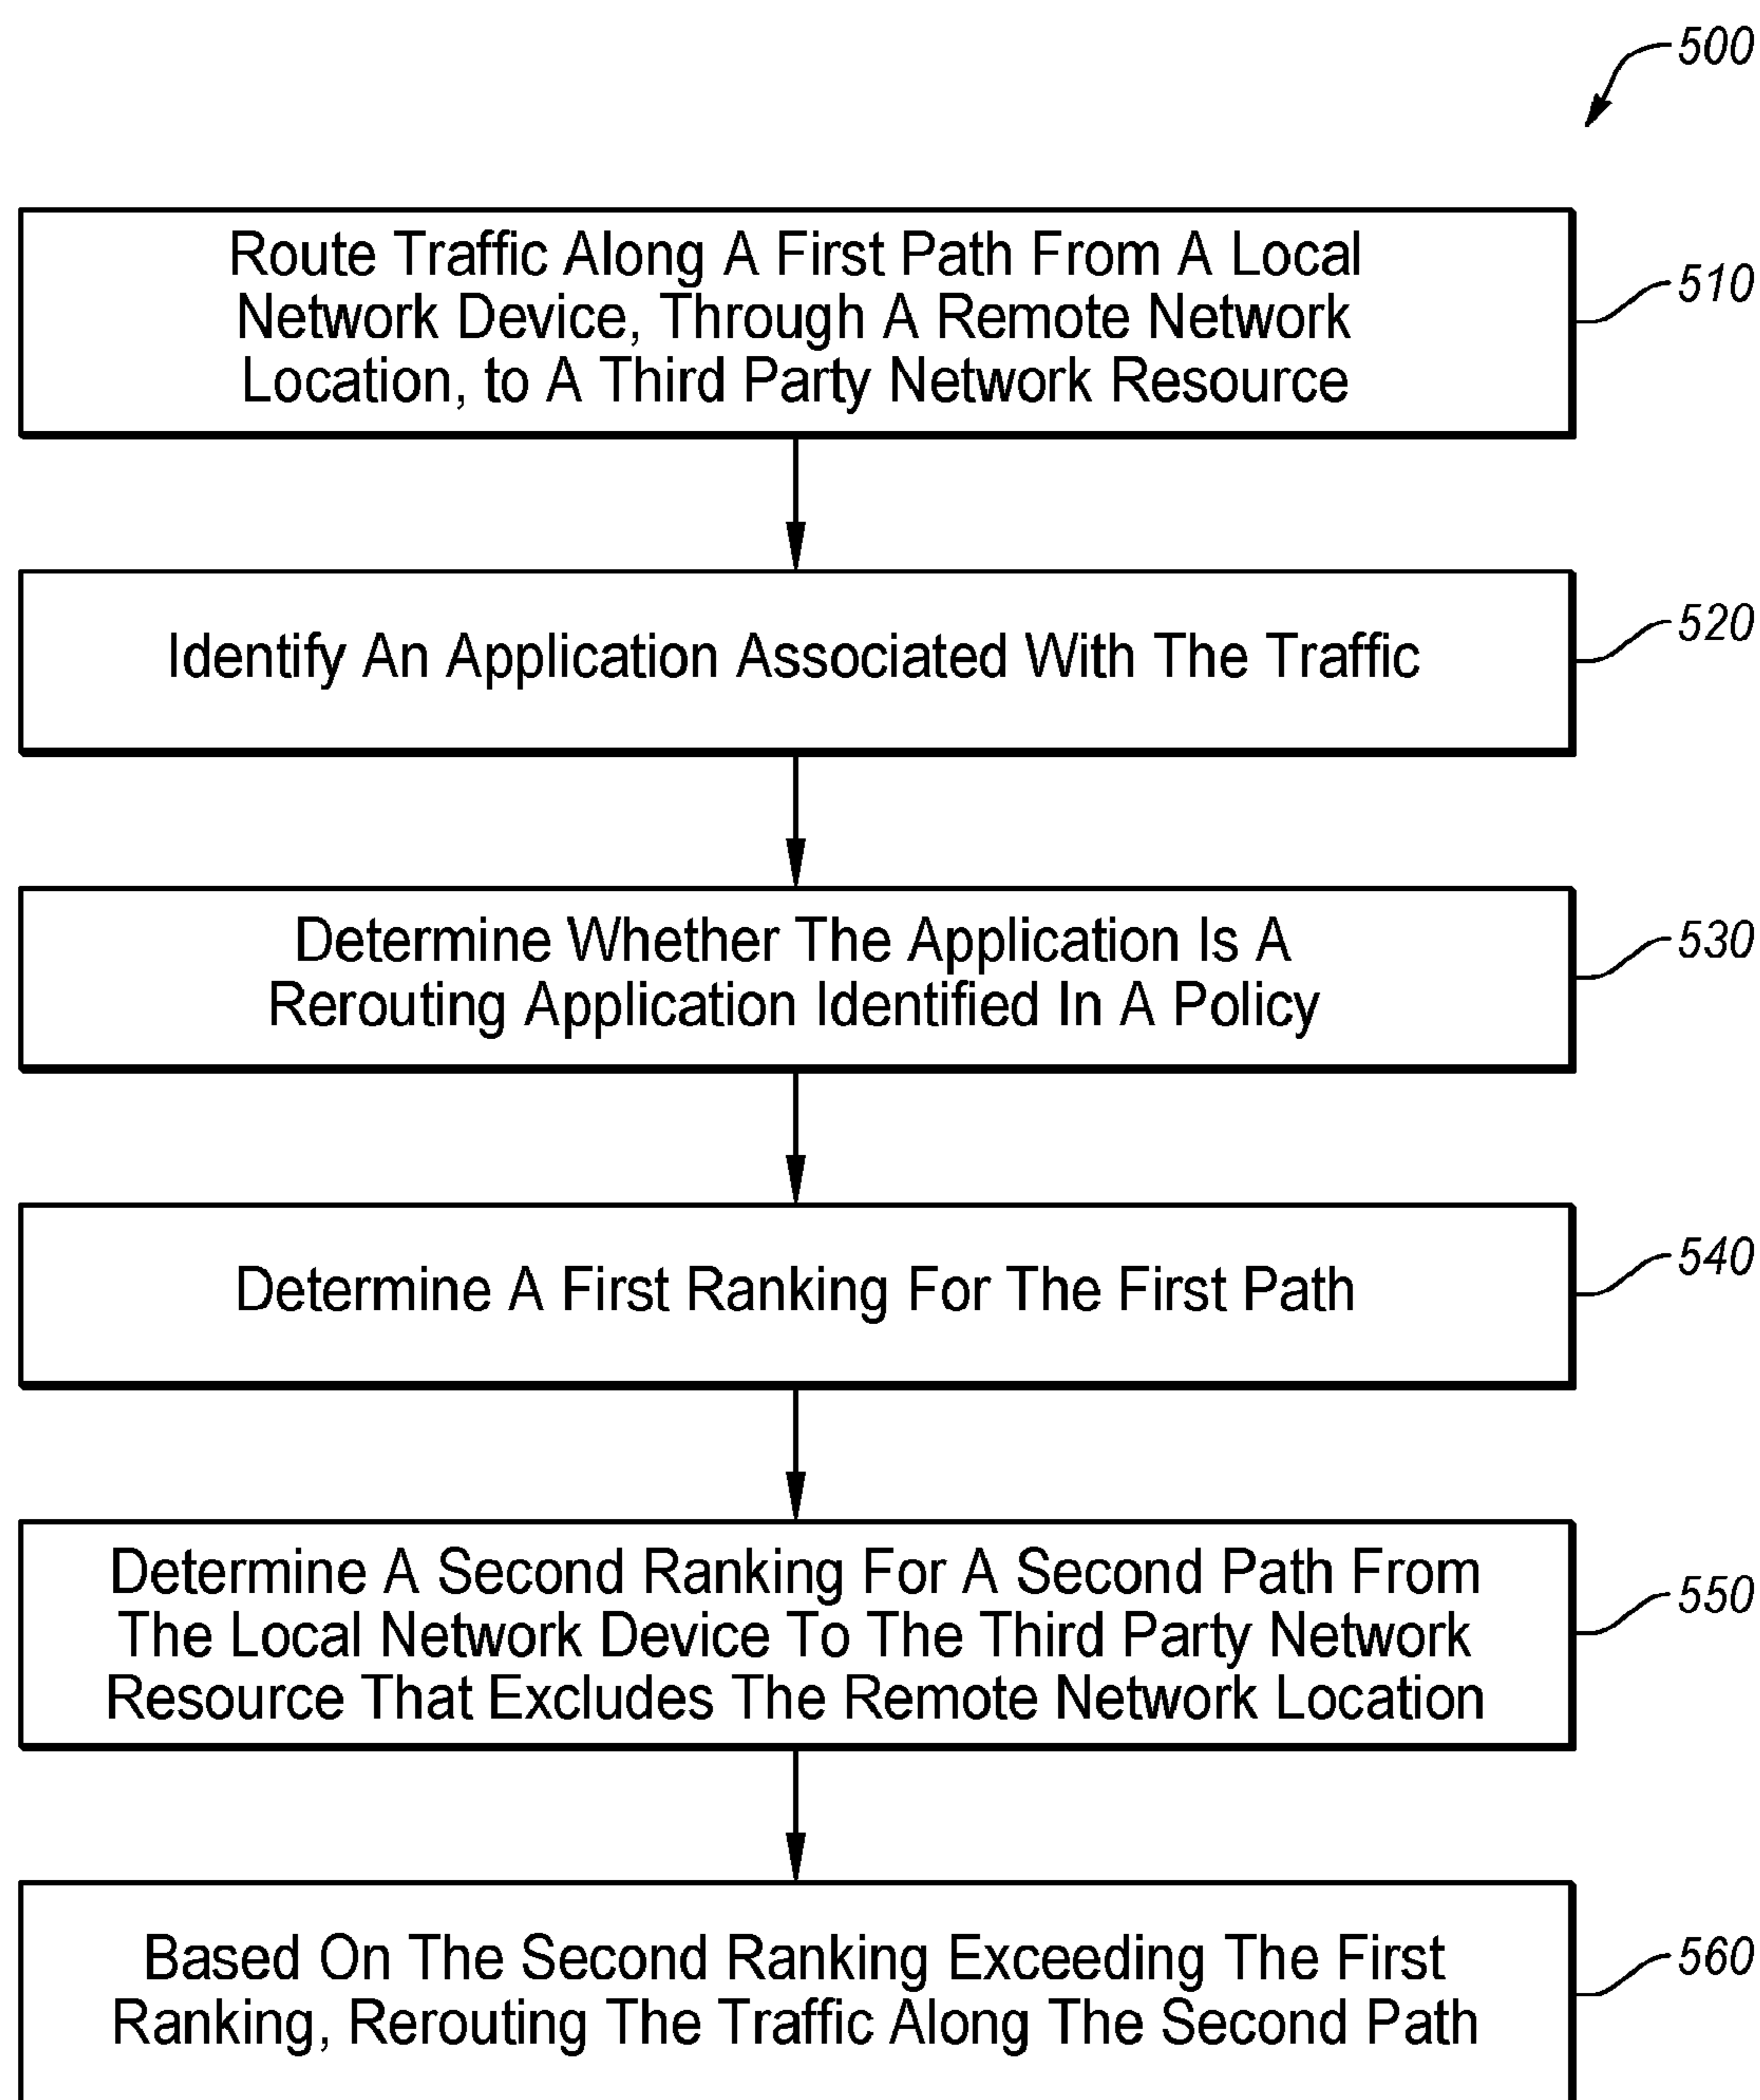 500
Route Traffic Along A First Path From A Local
Network Device, Through A Remote Network
Location, to A Third Party Network Resource
510
Identify An Application Associated With The Traffic
520
Determine Whether The Application Is A
Rerouting Application Identified In A Policy
530
Determine A First Ranking For The First Path
540
Determine A Second Ranking For A Second Path From
The Local Network Device To The Third Party Network
Resource That Excludes The Remote Network Location
550
Based On The Second Ranking Exceeding The First
Ranking, Rerouting The Traffic Along The Second Path
560